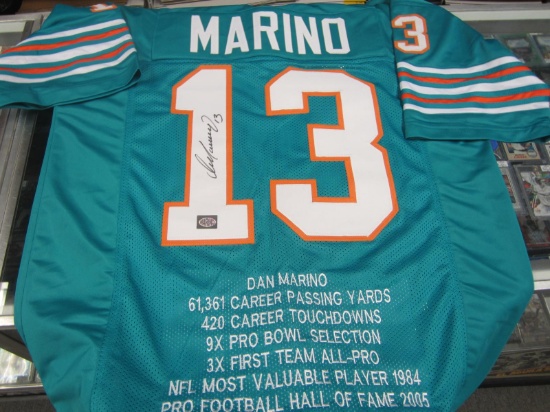 MARINO
3
13
13
DAN MARINO
61,361 CAREER PASSING YARDS
420 CAREER TOUCHDOWNS
9X PRO BOWL SELECTION
3X FIRST TEAM ALL-PRO
NFL MOST VALUABLE PLAYER 1984
PRO FOOTBALL HALL OF FAME 2005